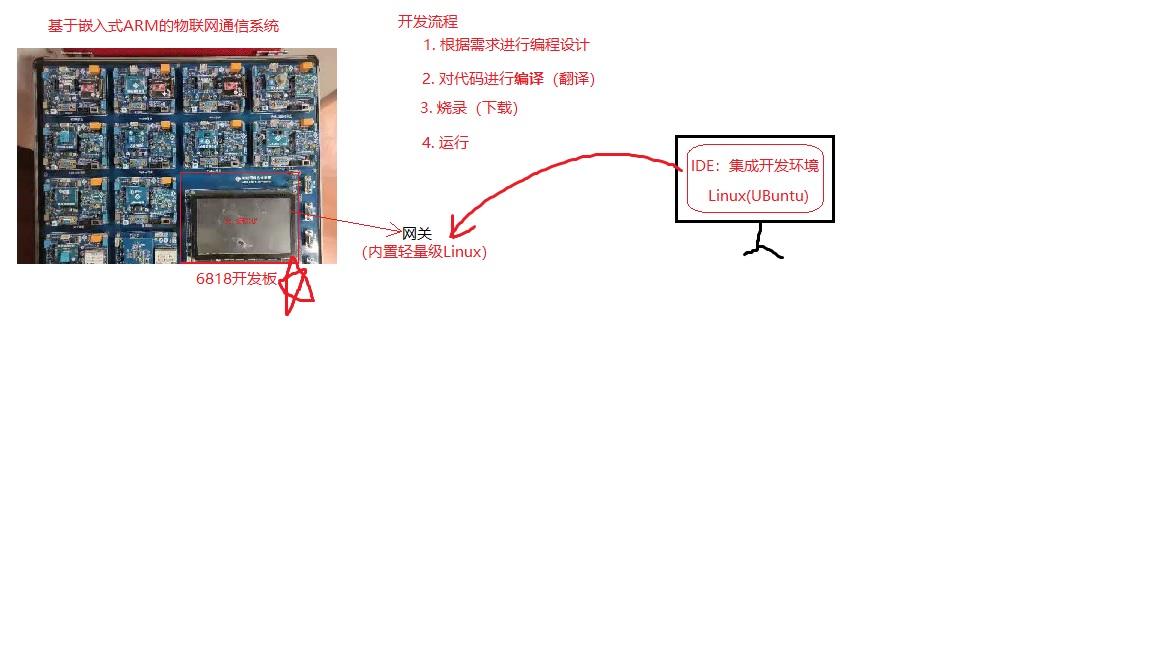 基于嵌入式ARM的物联网通信系统
开发流程
1. 根据需求进行编程设计
2. 对代码进行编译（翻译）
3. 烧录（下载）
4. 运行
IDE：集成开发环境
Linux(UBuntu)
网关
（内置轻量级Linux）
6818开发板